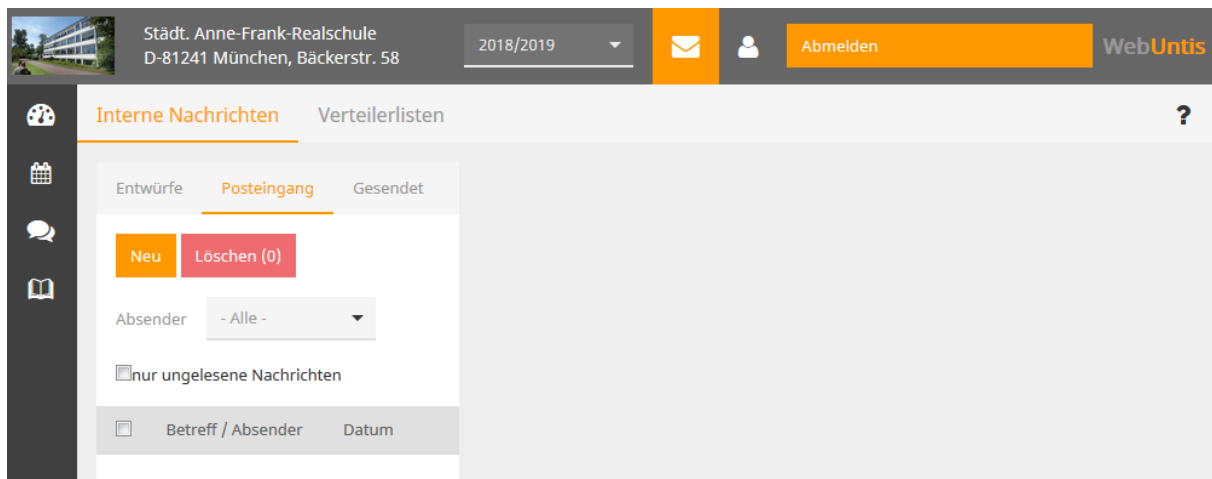 Städt. Anne-Frank-Realschule
D-81241 München, Bäckerstr. 58
2018/2019
Abmelden
WebUntis
Interne Nachrichten Verteilerlisten
?
Entwürfe Posteingang Gesendet
Neu Löschen (0)
Absender - Alle -
nur ungelesene Nachrichten
Betreff / Absender Datum